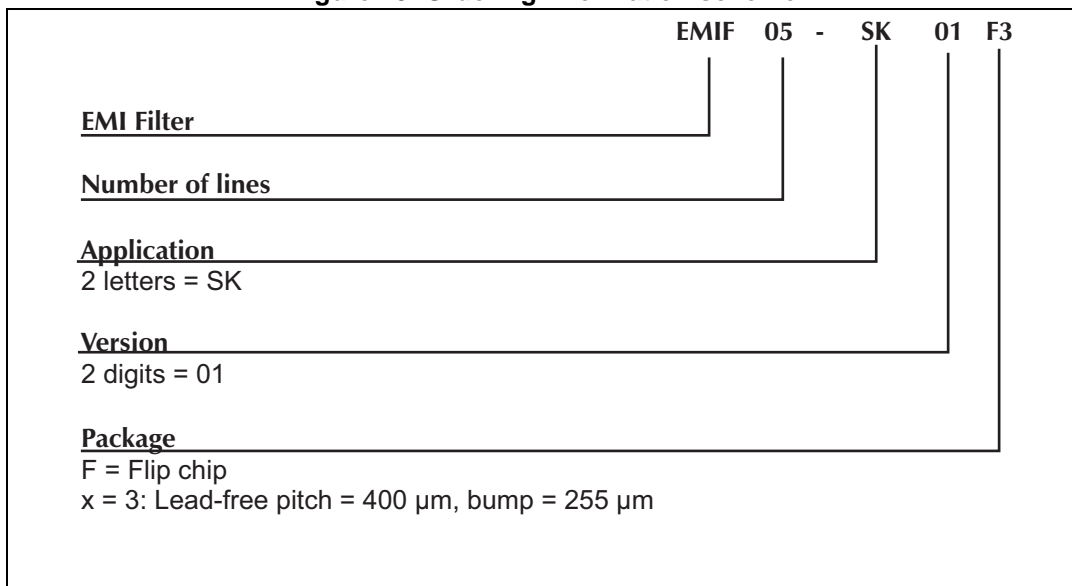 EMIF 05 - SK 01 F3
EMI Filter
Number of lines
Application
2 letters = SK
Version
2 digits = 01
Package
F = Flip chip
x = 3: Lead-free pitch = 400 µm, bump = 255 µm